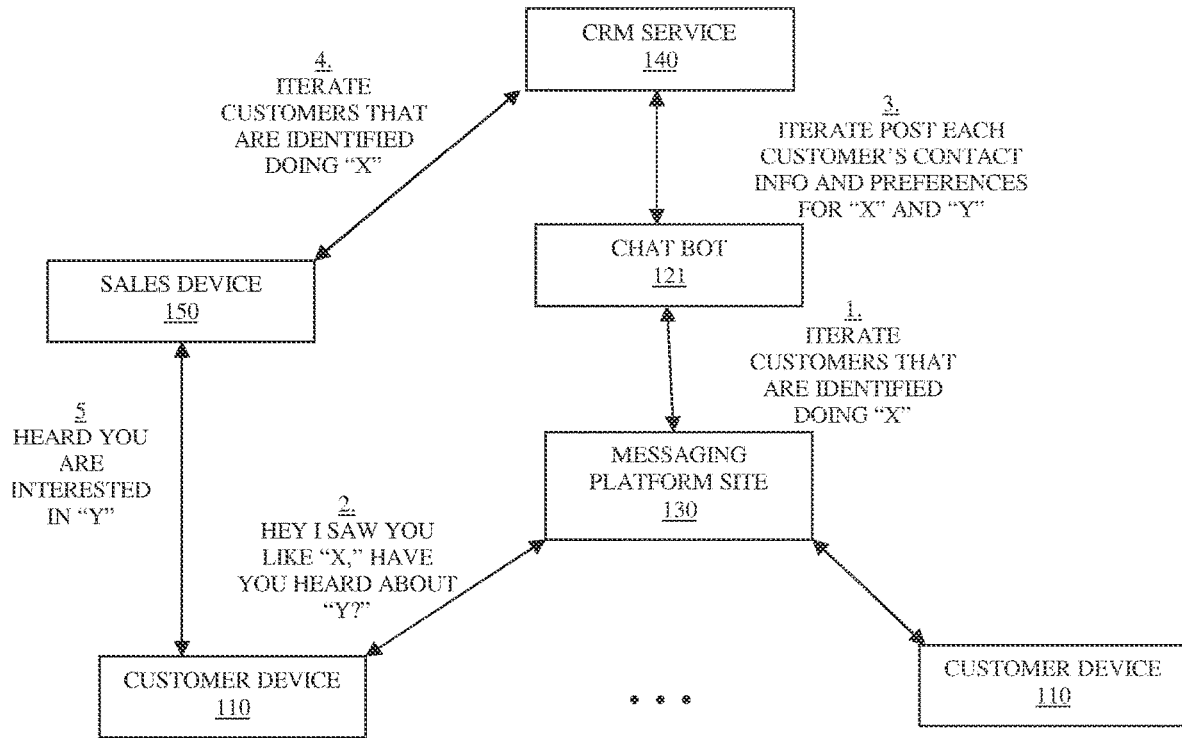 CRM SERVICE
140
4.
ITERATE
CUSTOMERS THAT
ARE IDENTIFIED
DOING “X”
3.
ITERATE POST EACH
CUSTOMER’S CONTACT
INFO AND PREFERENCES
FOR “X” AND “Y”
CHAT BOT
121
SALES DEVICE
150
1.
ITERATE
CUSTOMERS THAT
ARE IDENTIFIED
DOING “X”
5
HEARD YOU
ARE
INTERESTED
IN “Y”
MESSAGING
PLATFORM SITE
130
2.
HEY I SAW YOU
LIKE “X,” HAVE
YOU HEARD ABOUT
“Y?”
CUSTOMER DEVICE
110
• • •
CUSTOMER DEVICE
110